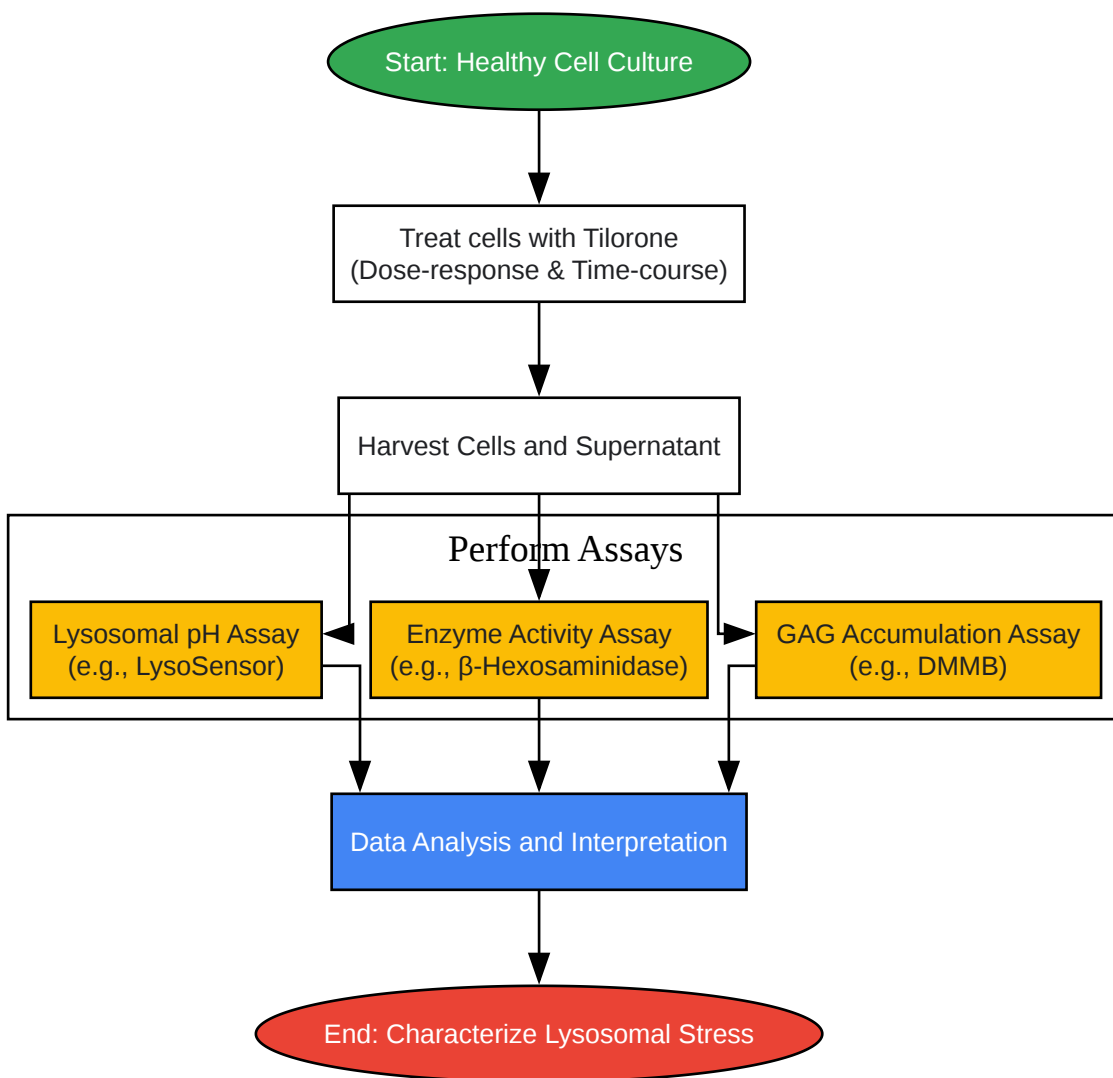 Start: Healthy Cell Culture
Treat cells with Tilorone
(Dose-response & Time-course)
Harvest Cells and Supernatant
Perform Assays
Lysosomal pH Assay
(e.g., LysoSensor)
Enzyme Activity Assay
(e.g., β-Hexosaminidase)
GAG Accumulation Assay
(e.g., DMMB)
Data Analysis and Interpretation
End: Characterize Lysosomal Stress